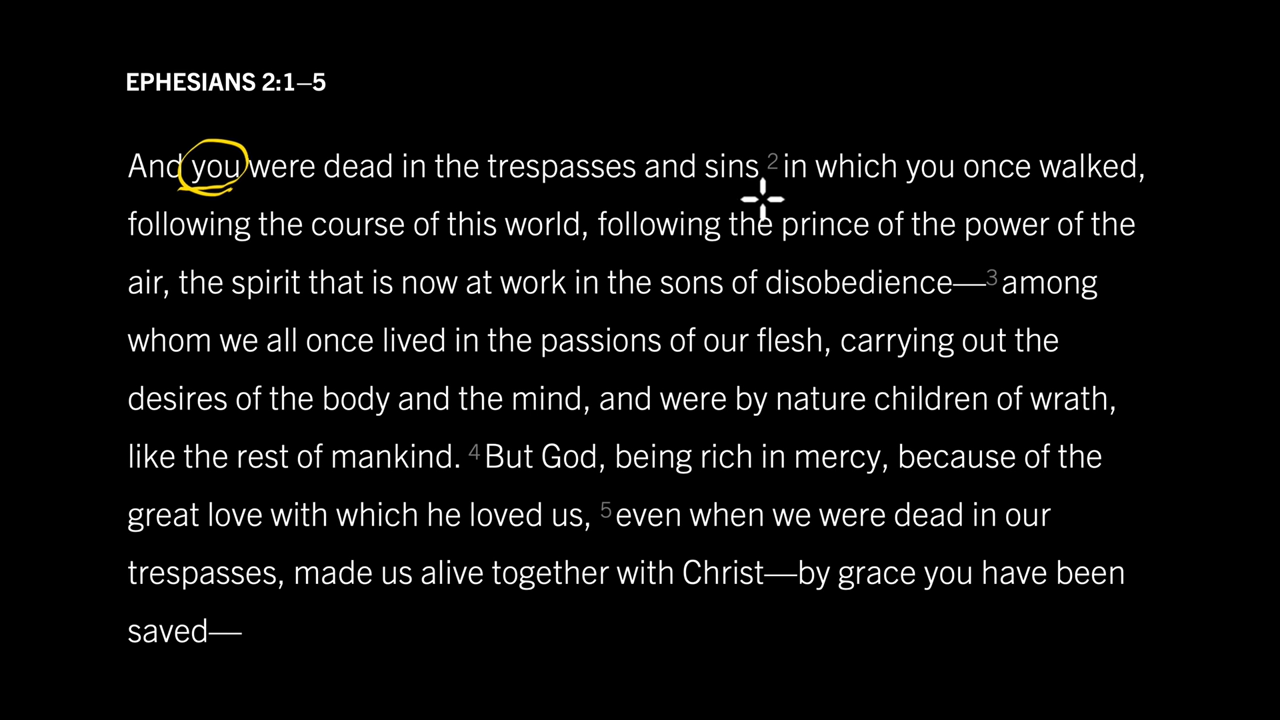 EPHESIANS 2:1–5
And you were dead in the trespasses and sins 2 in which you once walked,
following the course of this world, following the prince of the power of the
air, the spirit that is now at work in the sons of disobedience—3 among
whom we all once lived in the passions of our flesh, carrying out the
desires of the body and the mind, and were by nature children of wrath,
like the rest of mankind. 4 But God, being rich in mercy, because of the
great love with which he loved us, 5 even when we were dead in our
trespasses, made us alive together with Christ—by grace you have been
saved—